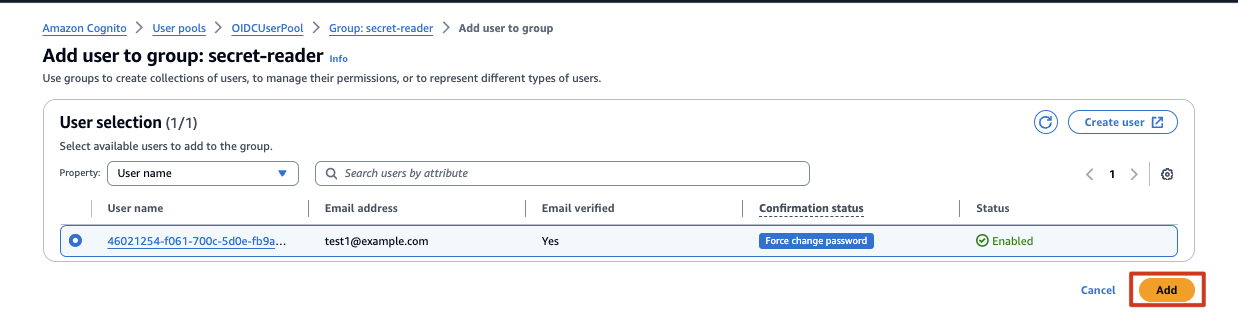 Amazon Cognito > User pools > OIDCUserPool > Group: secret-reader > Add user to group
Add user to group: secret-reader Info
Use groups to create collections of users, to manage their permissions, or to represent different types of users.
User selection (1/1)
Create user
Select available users to add to the group.
Property: User name
Search users by attribute
1
User name Email address Email verified Confirmation status Status
46021254-f061-700c-5d0e-fb9a... test1@example.com Yes Force change password Enabled
Cancel Add